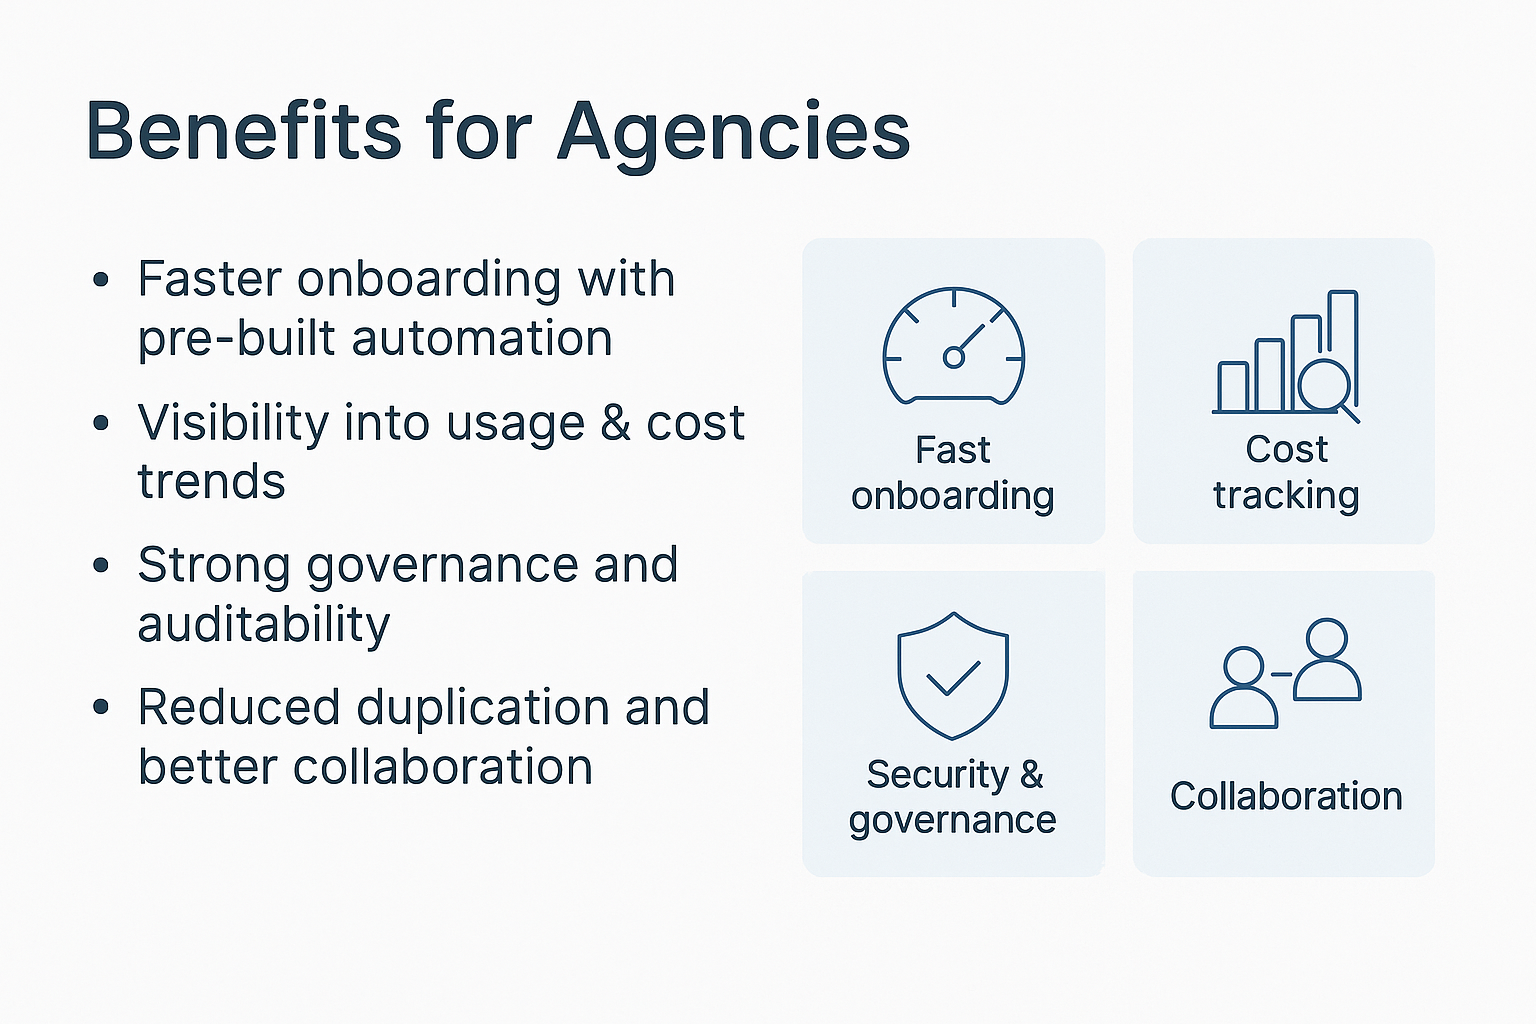 Benefits for Agencies
• Faster onboarding with
pre-built automation
• Visibility into usage & cost
trends
• Strong governance and
auditability
• Reduced duplication and
better collaboration
Fast
onboarding
Cost
tracking
Security &
governance
Collaboration